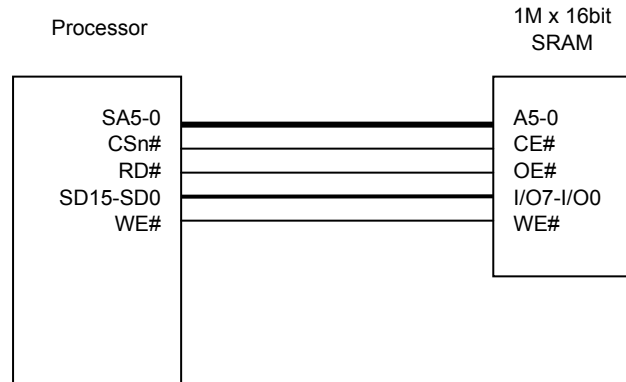 Processor
1M x 16bit
SRAM
SA5-0
CSn#
RD#
SD15-SD0
WE#
A5-0
CE#
OE#
I/O7-I/O0
WE#